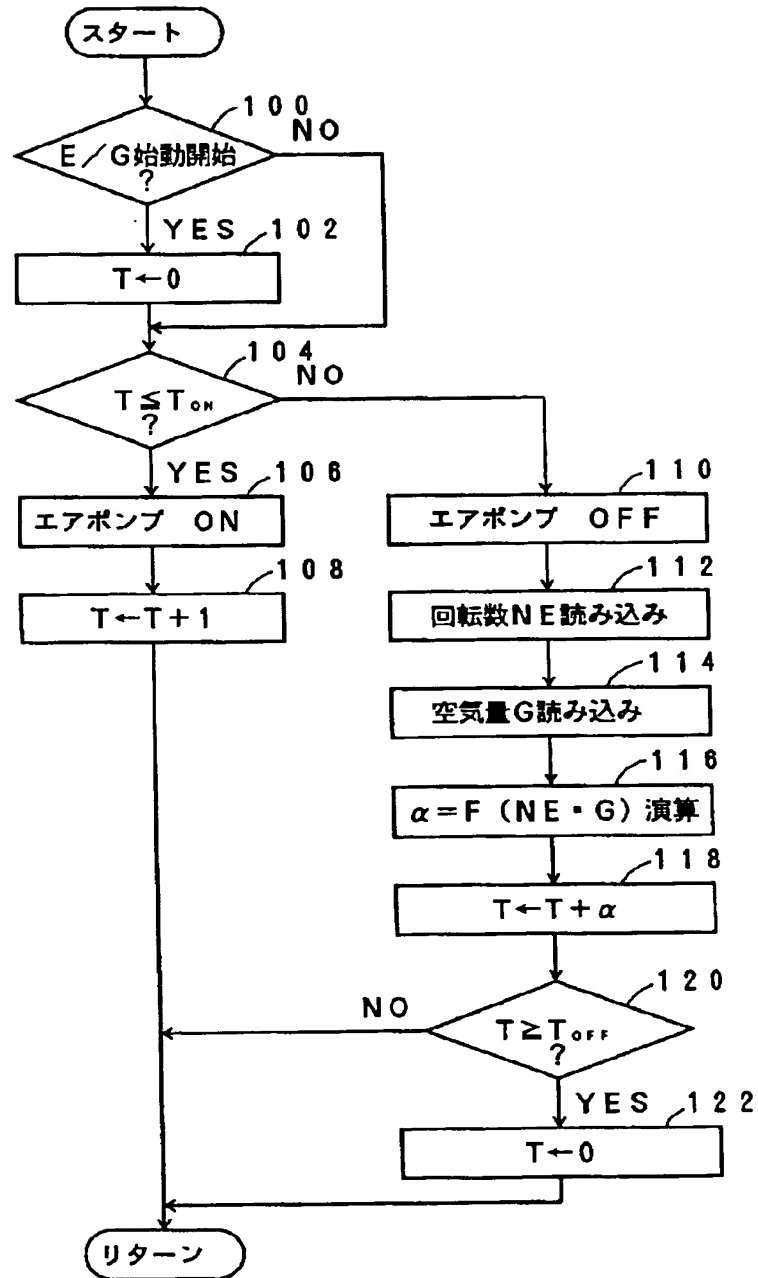 スタート
100
E/G始動開始
?
NO
YES
102
T←0
104
T≦TON
?
NO
YES
106
エアポンプ ON
108
T←T+1
110
エアポンプ OFF
112
回転数NE読み込み
114
空気量G読み込み
116
α=F(NE・G)演算
118
T←T+α
120
T≧TOFF
?
NO
YES
122
T←0
リターン